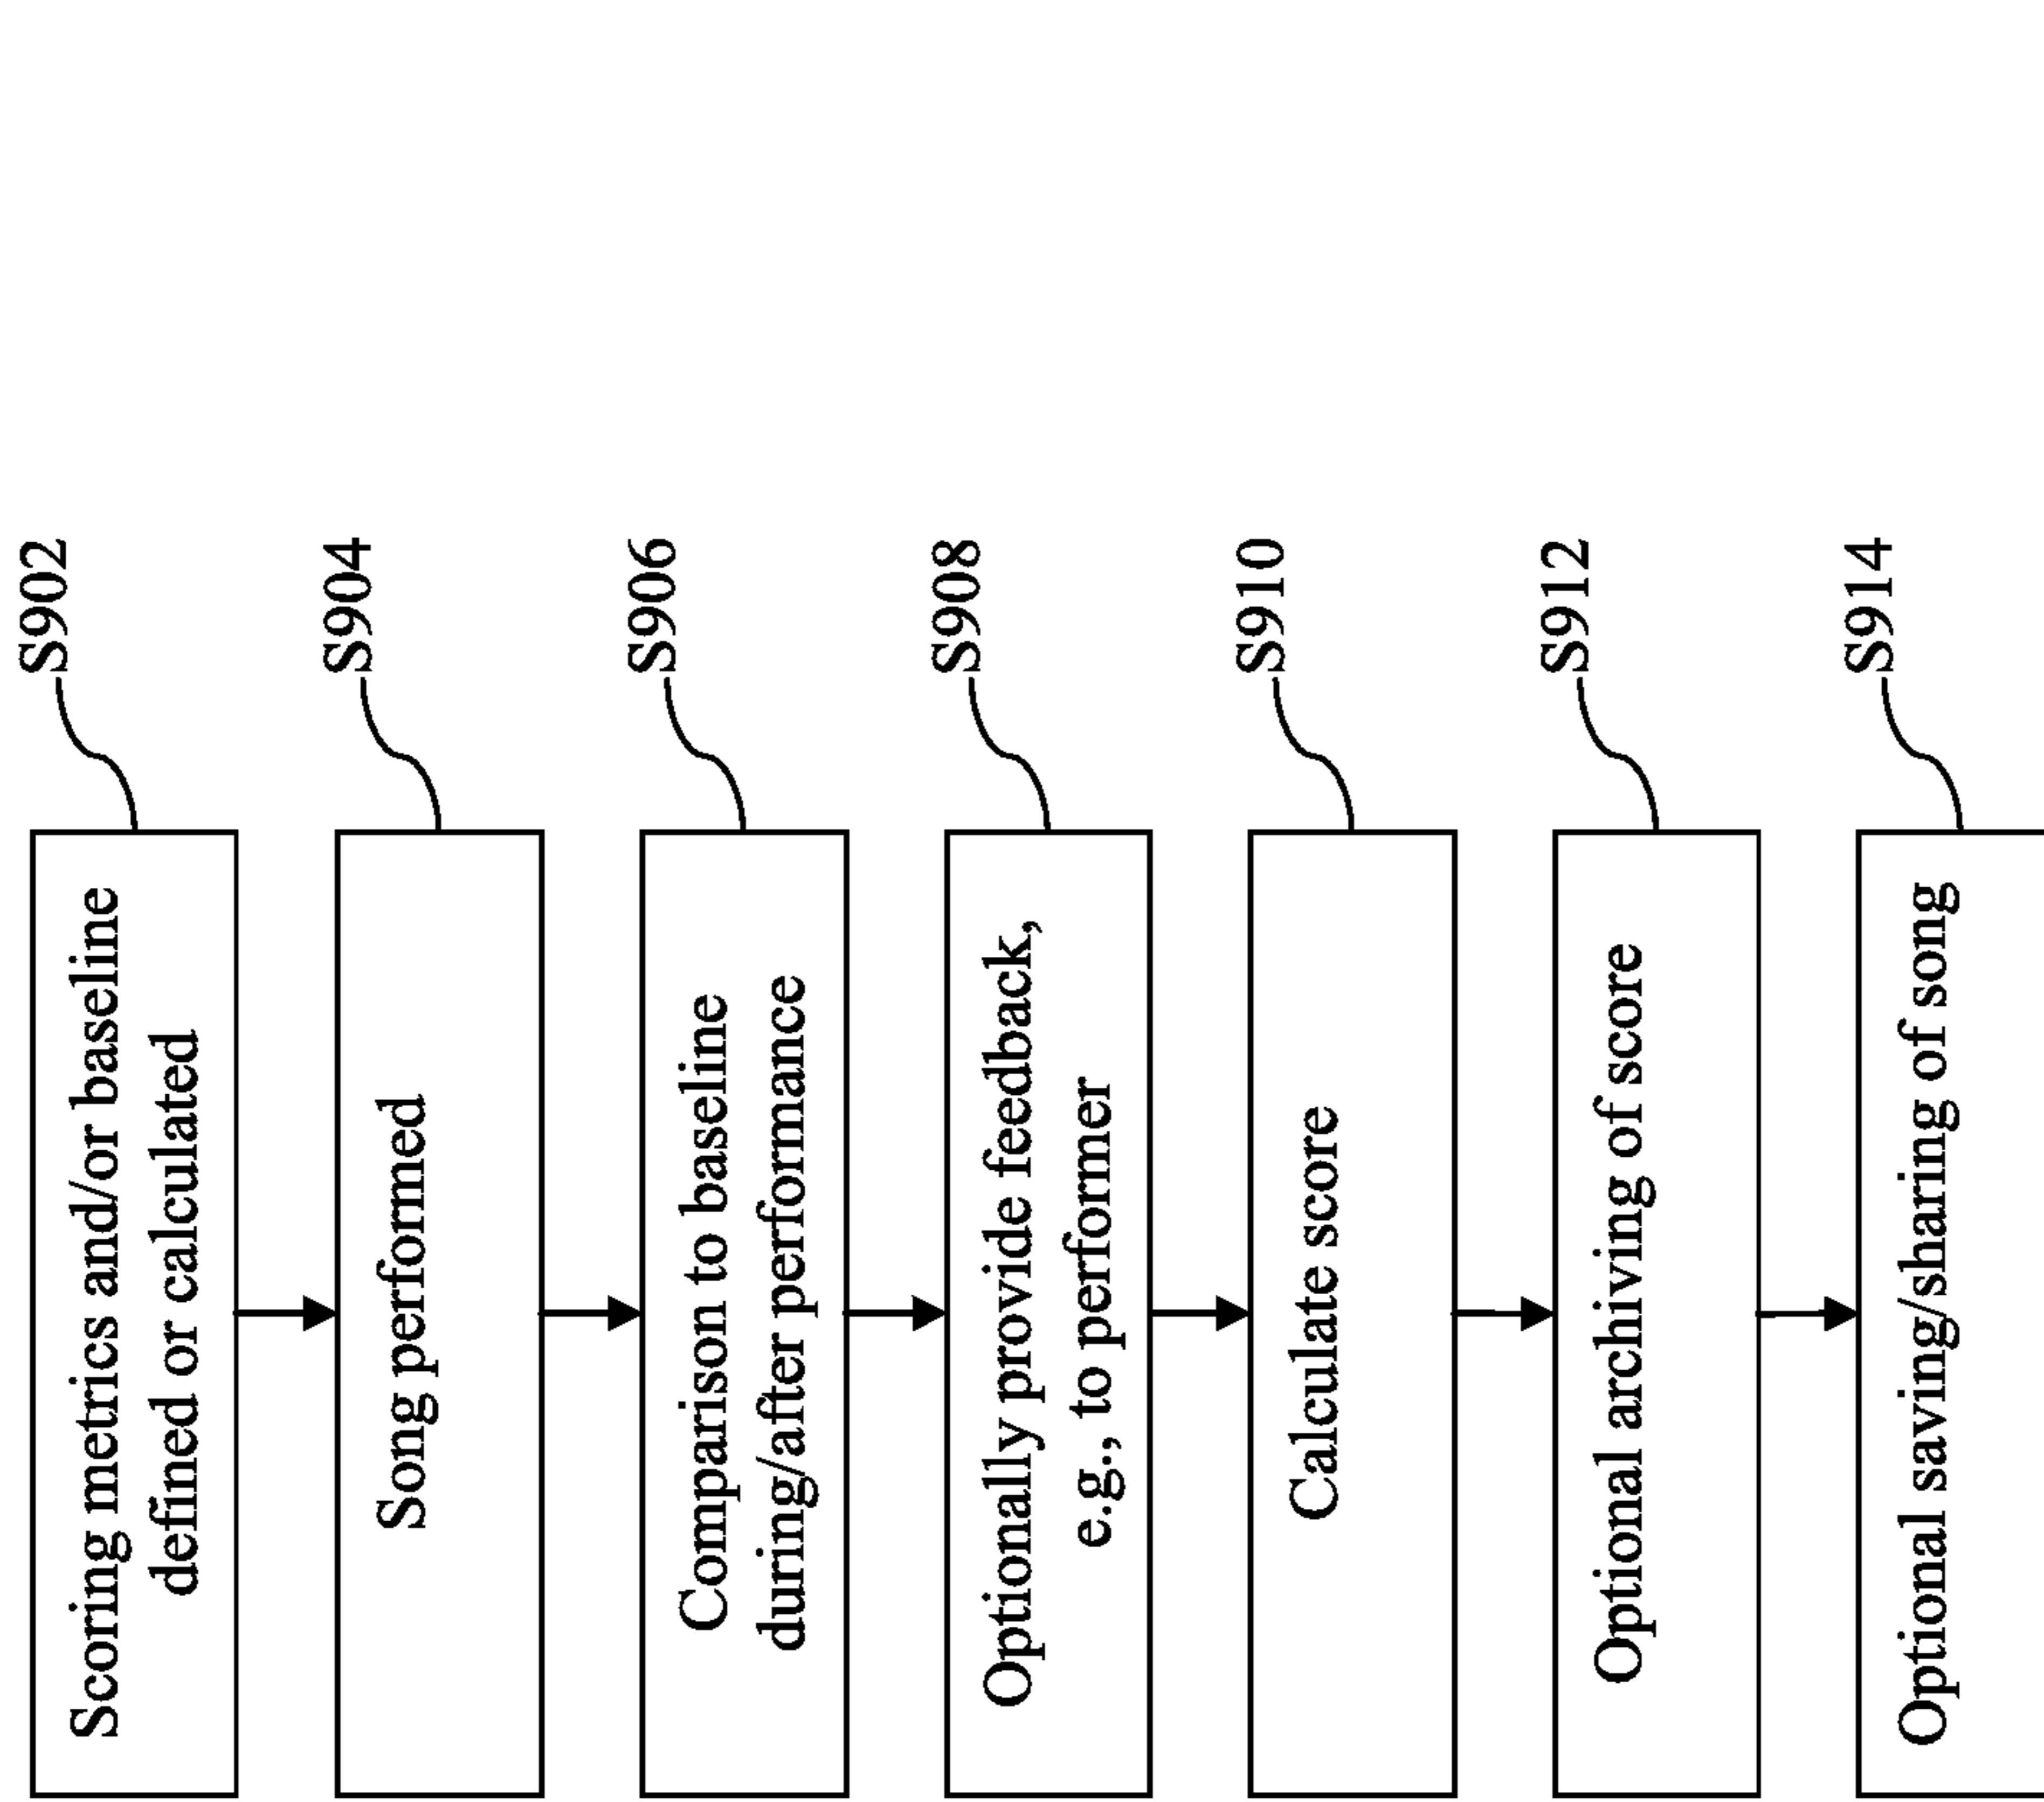 Scoring metrics and/or baseline
defined or calculated
S902
Song performed
S904
Comparison to baseline
during/after performance
S906
Optionally provide feedback,
e.g., to performer
S908
Calculate score
S910
Optional archiving of score
S912
Optional saving/sharing of song
S914